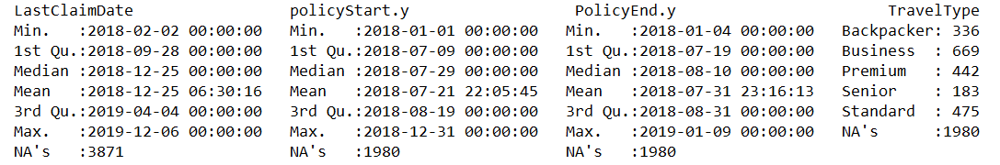 LastClaimDate policyStart.y PolicyEnd.y TravelType
Min.   :2018-02-02 00:00:00 Min.   :2018-01-01 00:00:00 Min.   :2018-01-04 00:00:00 Backpacker: 336
1st Qu.:2018-09-28 00:00:00 1st Qu.:2018-07-09 00:00:00 1st Qu.:2018-07-19 00:00:00 Business  : 669
Median :2018-12-25 00:00:00 Median :2018-07-29 00:00:00 Median :2018-08-10 00:00:00 Premium   : 442
Mean   :2018-12-25 06:30:16 Mean   :2018-07-21 22:05:45 Mean   :2018-07-31 23:16:13 Senior    : 183
3rd Qu.:2019-04-04 00:00:00 3rd Qu.:2018-08-19 00:00:00 3rd Qu.:2018-08-31 00:00:00 Standard  : 475
Max.   :2019-12-06 00:00:00 Max.   :2018-12-31 00:00:00 Max.   :2019-01-09 00:00:00 NA's      :1980
NA's   :3871 NA's   :1980 NA's   :1980